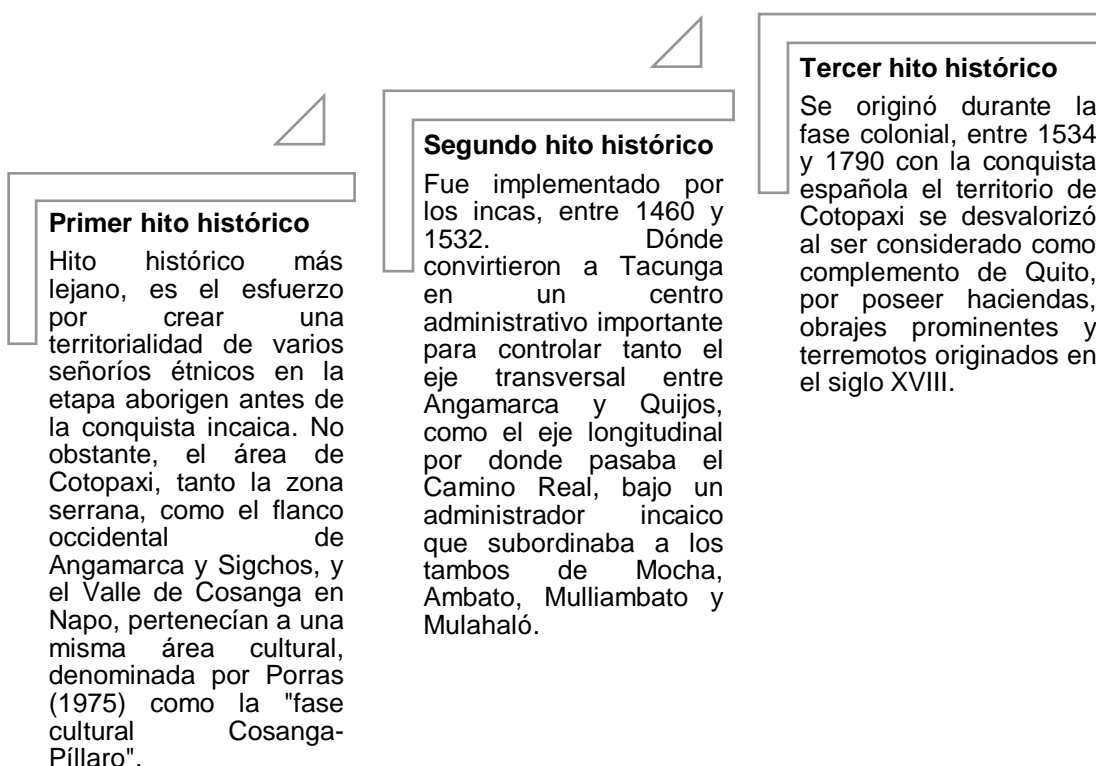 Primer hito histórico
Hito histórico más
lejano, es el esfuerzo
por crear una
territorialidad de varios
señoríos étnicos en la
etapa aborigen antes de
la conquista incaica. No
obstante, el área de
Cotopaxi, tanto la zona
serrana, como el flanco
occidental de
Angamarca y Sigchos, y
el Valle de Cosanga en
Napo, pertenecían a una
misma área cultural,
denominada por Porras
(1975) como la "fase
cultural Cosanga-
Píllaro".
Segundo hito histórico
Fue implementado por
los incas, entre 1460 y
1532. Dónde
convirtieron a Tacunga
en un centro
administrativo importante
para controlar tanto el
eje transversal entre
Angamarca y Quijos,
como el eje longitudinal
por donde pasaba el
Camino Real, bajo un
administrador incaico
que subordinaba a los
tambos de Mocha,
Ambato, Mulliambato y
Mulahaló.
Tercer hito histórico
Se originó durante la
fase colonial, entre 1534
y 1790 con la conquista
española el territorio de
Cotopaxi se desvalorizó
al ser considerado como
complemento de Quito,
por poseer haciendas,
obrajes prominentes y
terremotos originados en
el siglo XVIII.